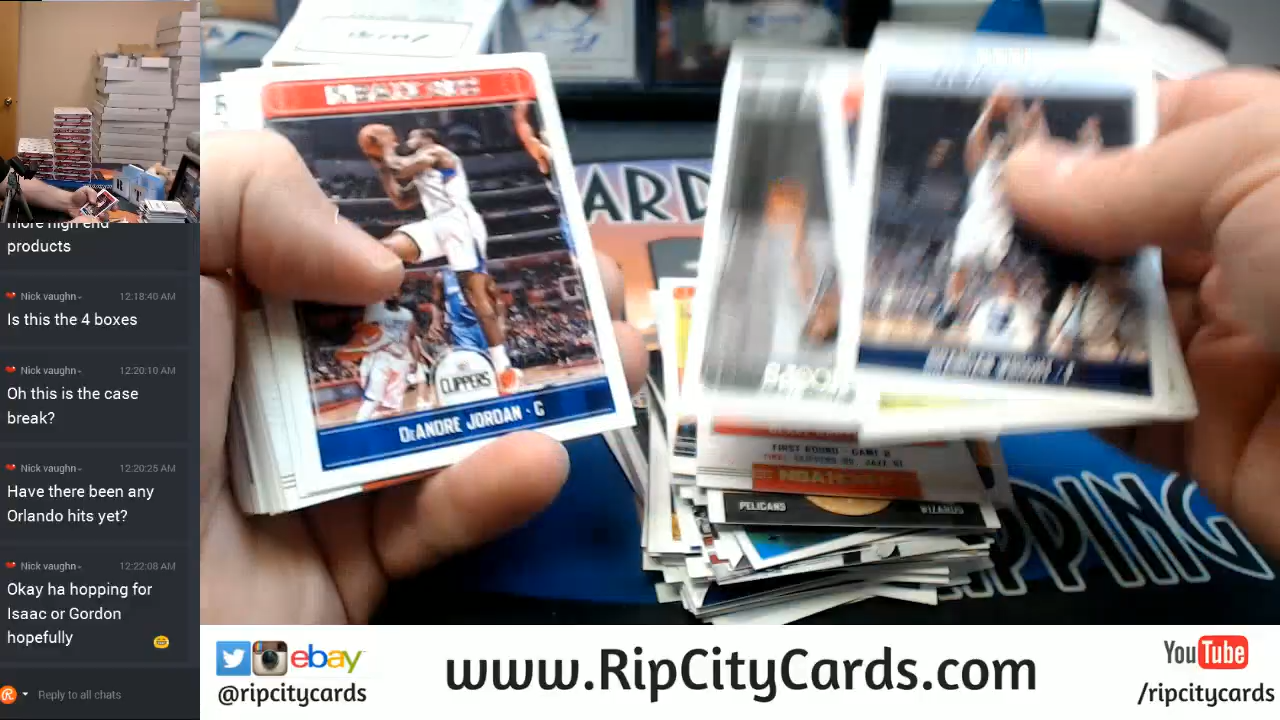 more high end
products
Nick vaughn
12:18:40 AM
Is this the 4 boxes
Nick vaughn
12:20:10 AM
Oh this is the case
break?
Nick vaughn
12:20:25 AM
Have there been any
Orlando hits yet?
Nick vaughn
12:22:08 AM
Okay ha hopping for
Isaac or Gordon
hopefully
Reply to all chats
CLIPPERS
DeANDRE JORDAN · C
ARD
FIRST ROUND - GAME 2
PELICANS
WIZARDS
PPING
ebay
@ripcitycards
www.RipCityCards.com
YouTube
/ripcitycards